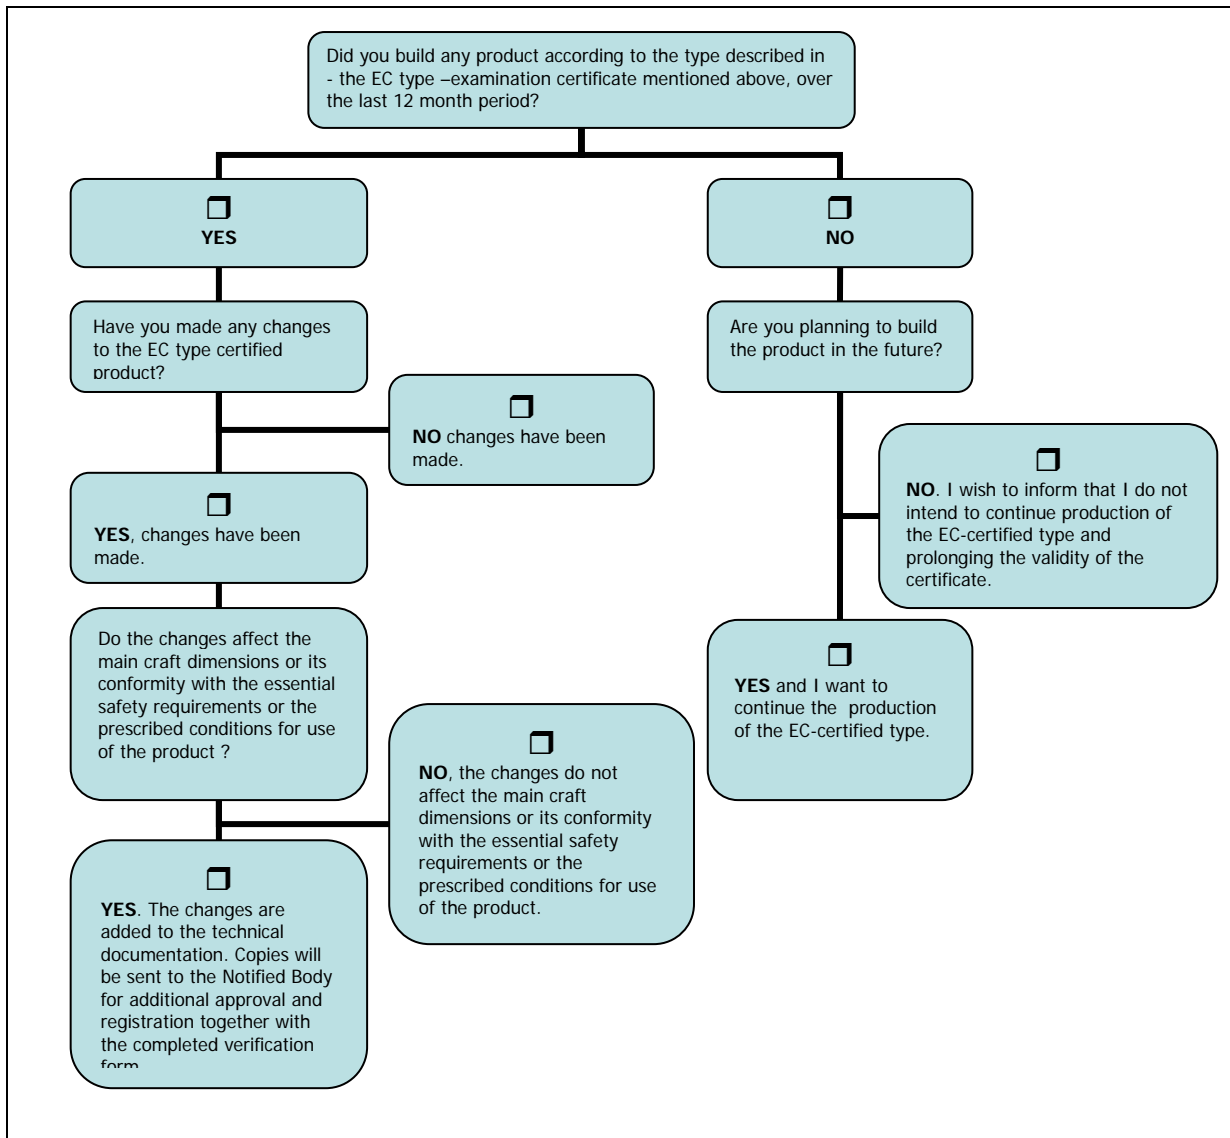 Did you build any product according to the type described in
- the EC type –examination certificate mentioned above, over
the last 12 month period?
YES
NO
Have you made any changes
to the EC type certified
product?
Are you planning to build
the product in the future?
NO changes have been
made.
NO. I wish to inform that I do not
intend to continue production of
the EC-certified type and
prolonging the validity of the
certificate.
YES, changes have been
made.
Do the changes affect the
main craft dimensions or its
conformity with the essential
safety requirements or the
prescribed conditions for use
of the product ?
YES and I want to
continue the production
of the EC-certified type.
NO, the changes do not
affect the main craft
dimensions or its conformity
with the essential safety
requirements or the
prescribed conditions for use
of the product.
YES. The changes are
added to the technical
documentation. Copies will
be sent to the Notified Body
for additional approval and
registration together with
the completed verification
form